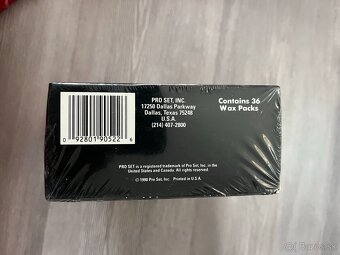 PRO SET, INC
17250 Dallas Parkway
Dallas, Texas 75248
U.S.A.
(214) 407-2800
Contains 36
Wax Packs
0 92801 90522 6
PRO SET is a registered trademark of Pro Set, Inc. in the
United States and Canada. All rights reserved.
© 1990 Pro Set, Inc. Printed in U.S.A.